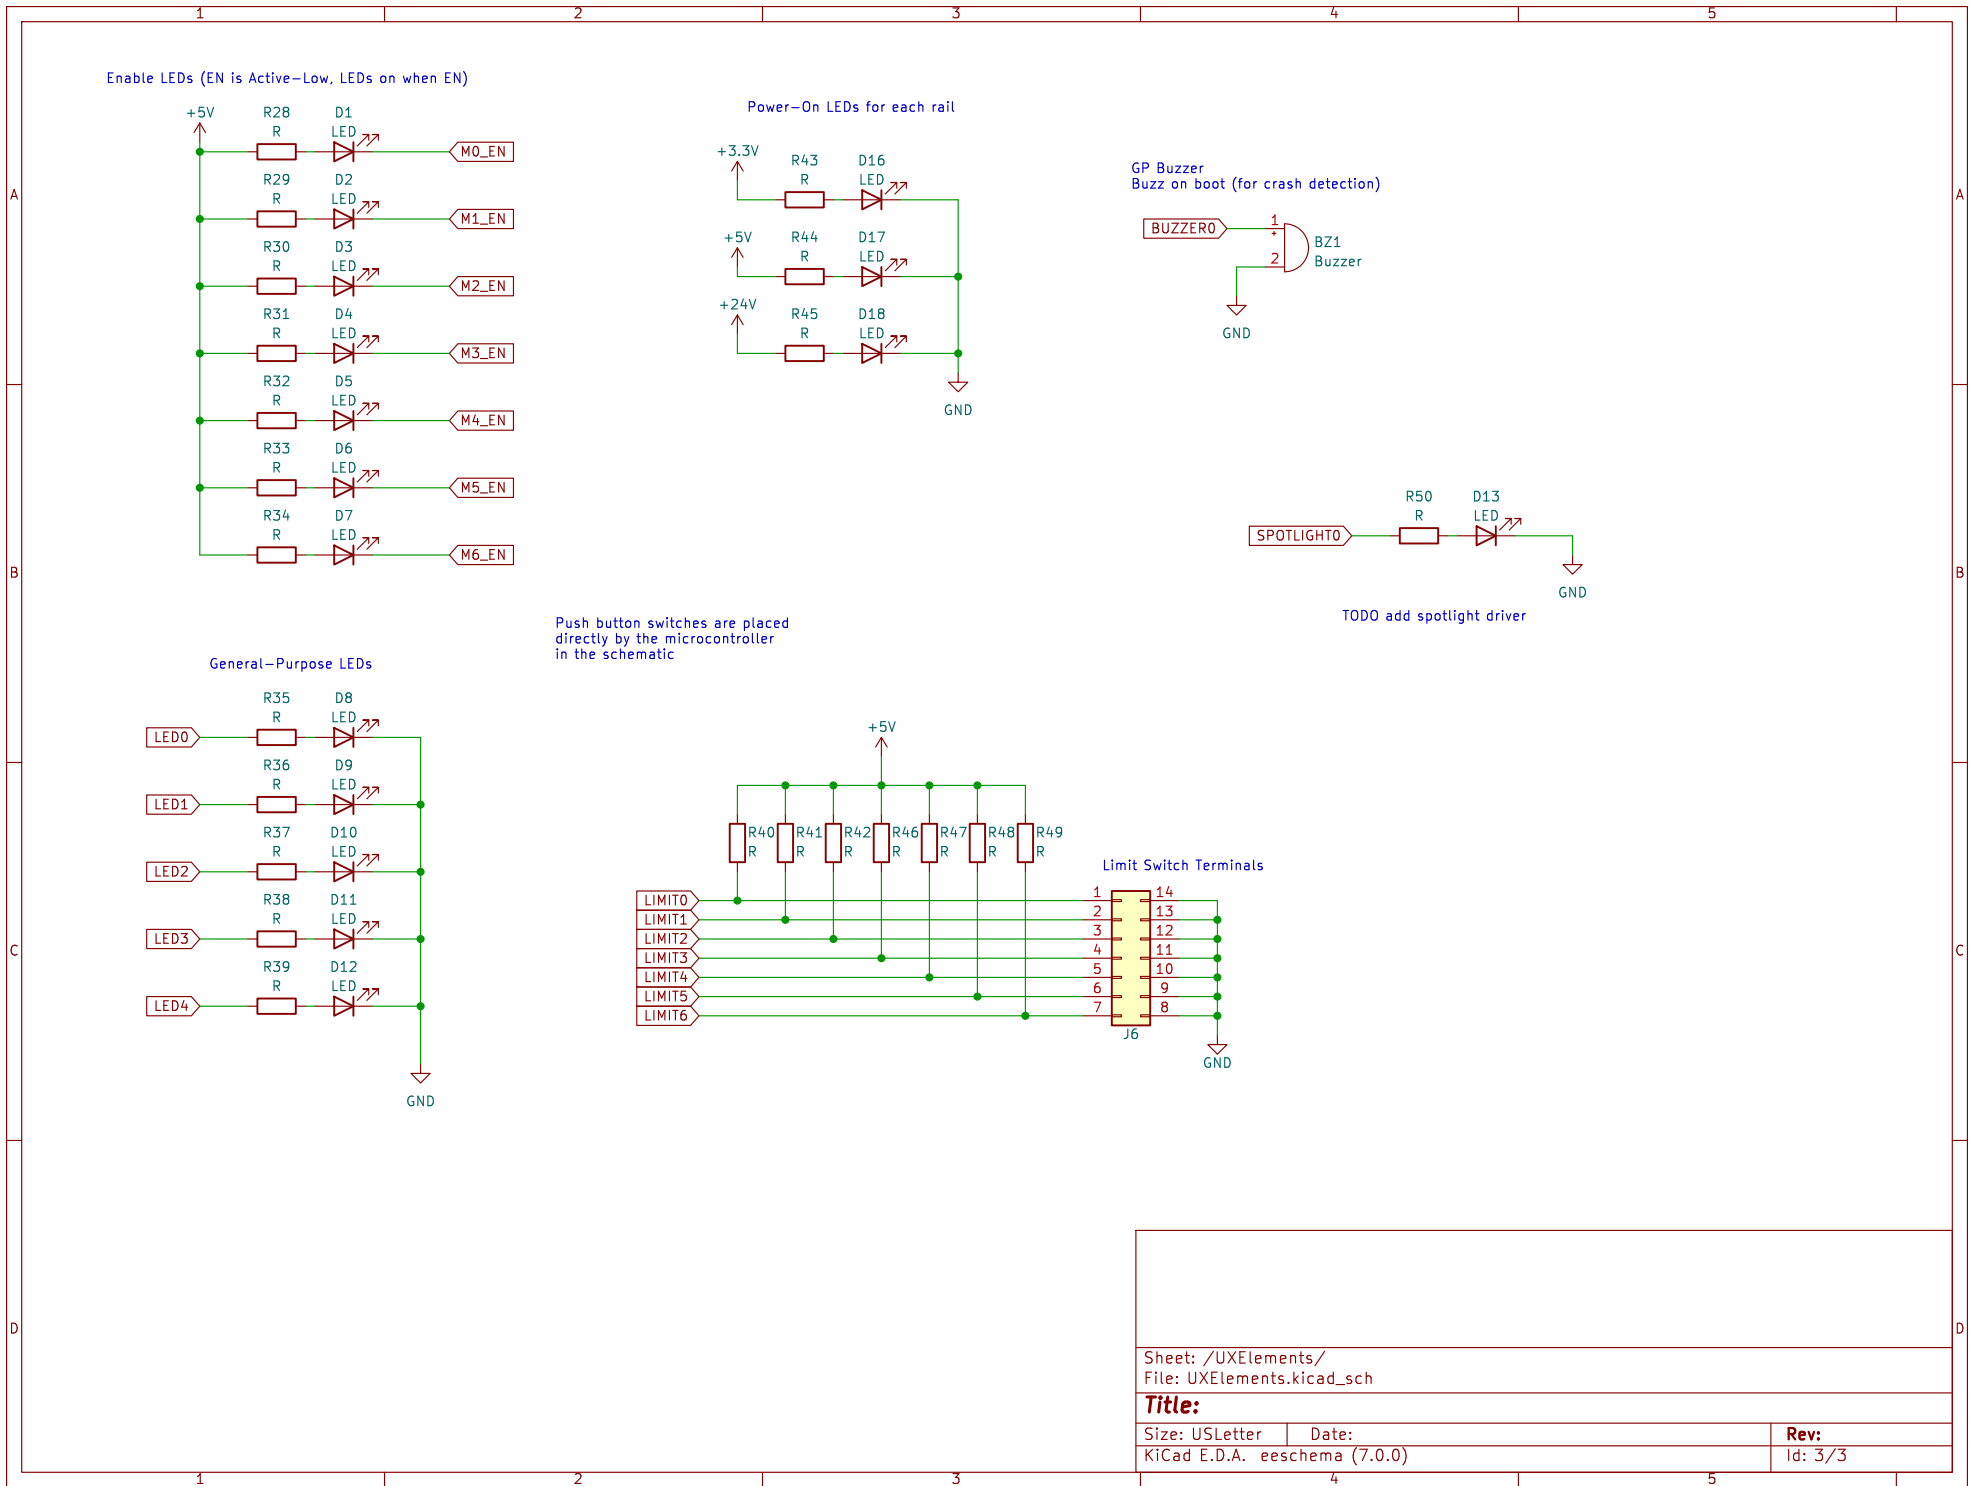 1 2 3 4 5
A
B
C
D
Enable LEDs (EN is Active-Low, LEDs on when EN)
+5V
R28 D1
R LED
M0_EN
R29 D2
R LED
M1_EN
R30 D3
R LED
M2_EN
R31 D4
R LED
M3_EN
R32 D5
R LED
M4_EN
R33 D6
R LED
M5_EN
R34 D7
R LED
M6_EN
Power-On LEDs for each rail
+3.3V
R43 D16
R LED
+5V
R44 D17
R LED
+24V
R45 D18
R LED
GND
GP Buzzer
Buzz on boot (for crash detection)
BUZZER0
1
+
2
BZ1
Buzzer
GND
R50 D13
R LED
SPOTLIGHT0
GND
TODO add spotlight driver
Push button switches are placed
directly by the microcontroller
in the schematic
General-Purpose LEDs
R35 D8
R LED
LED0
R36 D9
R LED
LED1
R37 D10
R LED
LED2
R38 D11
R LED
LED3
R39 D12
R LED
LED4
GND
+5V
R40 R41 R42 R46 R47 R48 R49
R R R R R R R
Limit Switch Terminals
LIMIT0 1 14
LIMIT1 2 13
LIMIT2 3 12
LIMIT3 4 11
LIMIT4 5 10
LIMIT5 6 9
LIMIT6 7 8
J6
GND
Sheet: /UXElements/
File: UXElements.kicad_sch
Title:
Size: USLetter Date: Rev:
KiCad E.D.A. eeschema (7.0.0) Id: 3/3
A
B
C
D
1 2 3 4 5